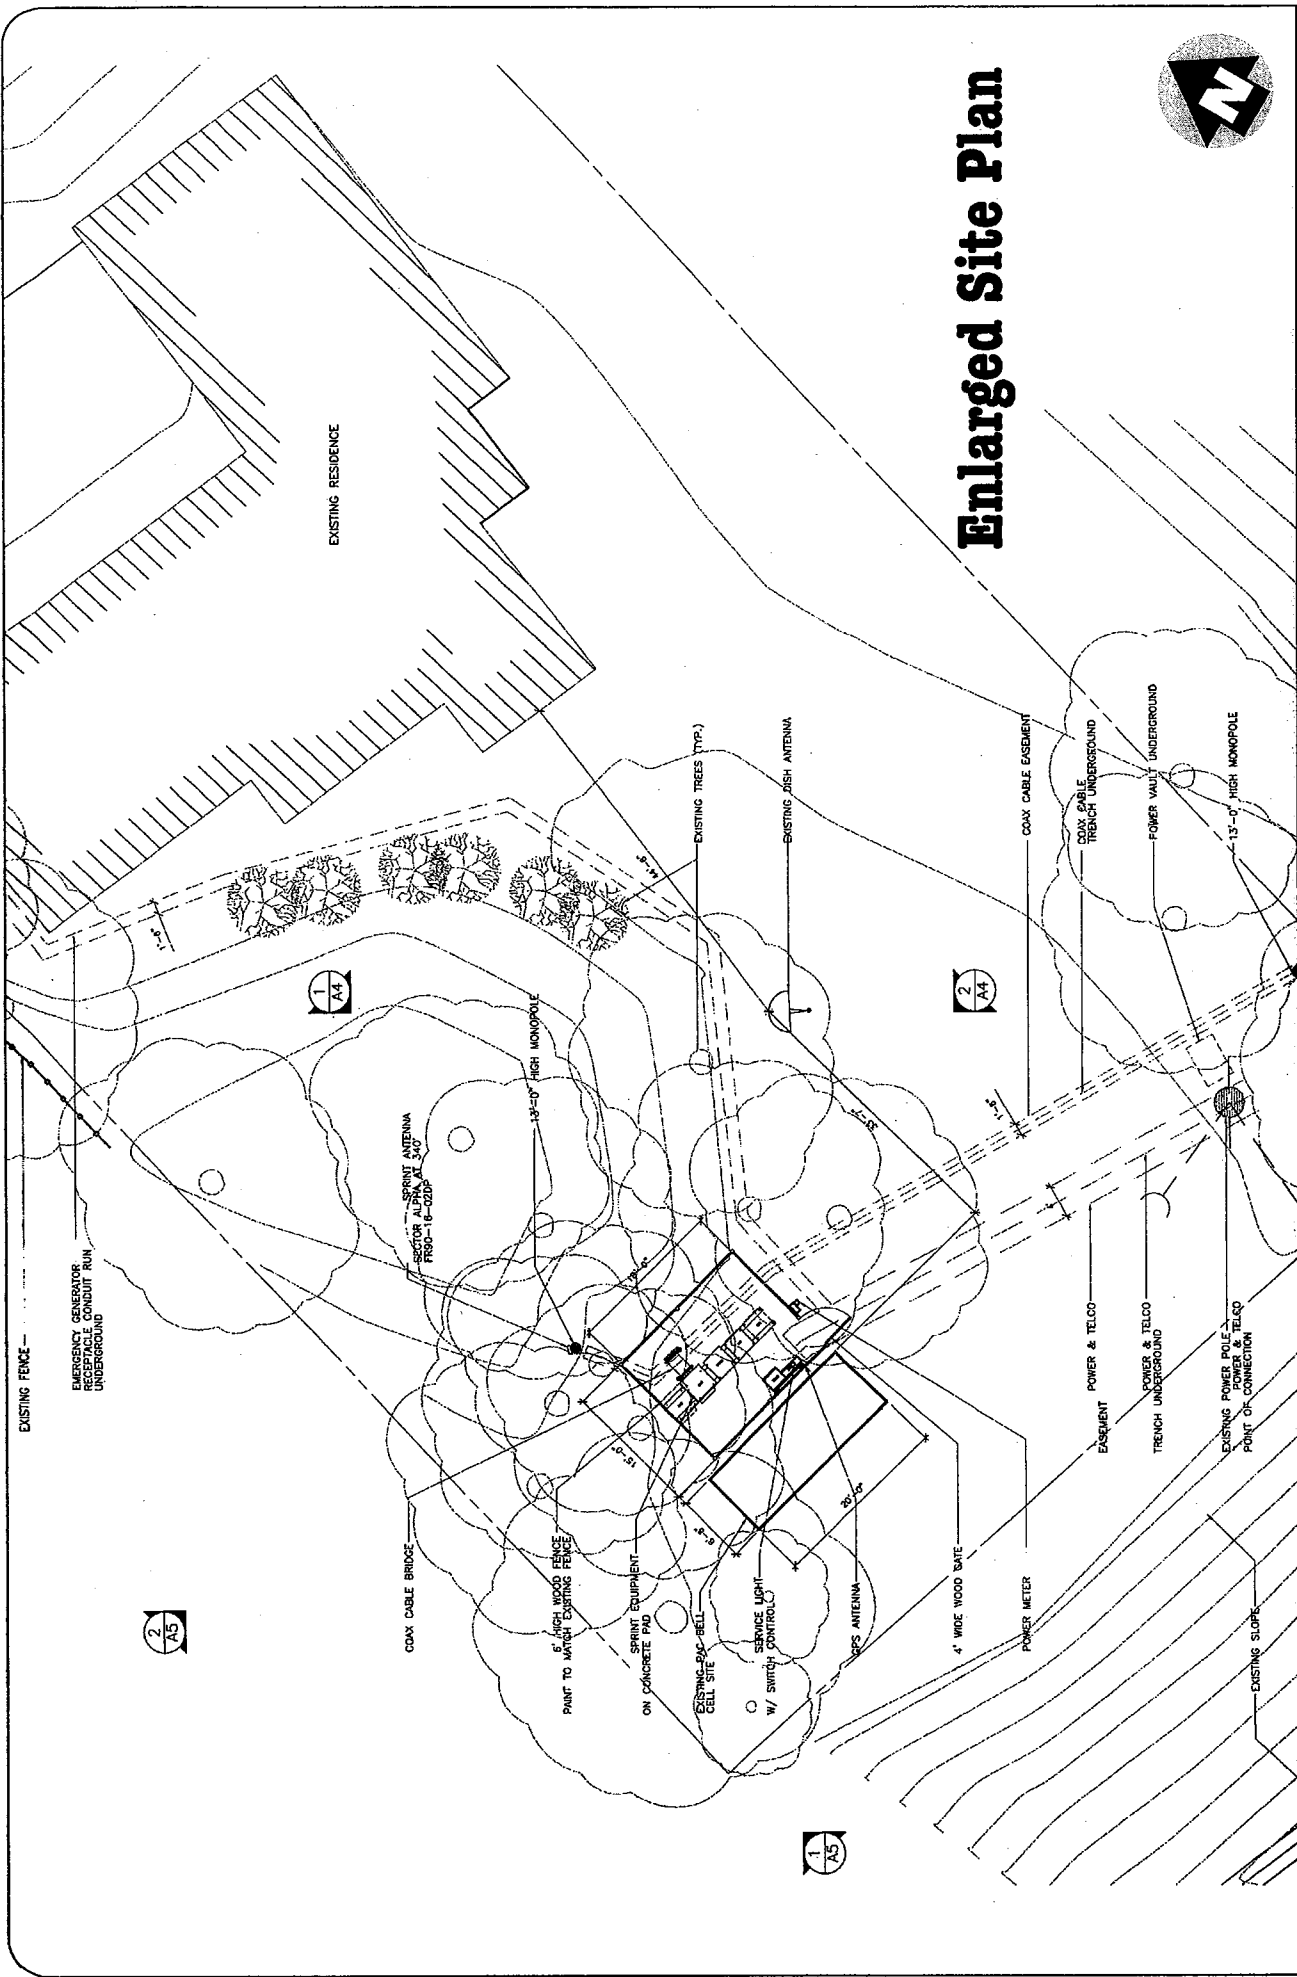 Enlarged Site Plan
N
EXISTING FENCE
EMERGENCY GENERATOR
RECEPTACLE CONDUIT RUN
UNDERGROUND
1'-6"
EXISTING RESIDENCE
2
A5
1
A4
COAX CABLE BRIDGE
SPRINT ANTENNA
SECTOR ALPHA AT 340°
FR90-16-02DP
13'-0" HIGH MONOPOLE
6' HIGH WOOD FENCE
PAINT TO MATCH EXISTING FENCE
SPRINT EQUIPMENT
ON CONCRETE PAD
EXISTING PAC BELL
CELL SITE
SERVICE LIGHT
W/ SWITCH CONTROL
GPS ANTENNA
4' WIDE WOOD GATE
POWER METER
15'-0"
20'-0"
33'-7"
EXISTING TREES (TYP.)
EXISTING DISH ANTENNA
1
A5
2
A4
COAX CABLE EASEMENT
COAX CABLE
TRENCH UNDERGROUND
POWER VAULT UNDERGROUND
13'-0" HIGH MONOPOLE
POWER & TELCO
EASEMENT
POWER & TELCO
TRENCH UNDERGROUND
EXISTING POWER POLE
POWER & TELCO
POINT OF CONNECTION
EXISTING SLOPE